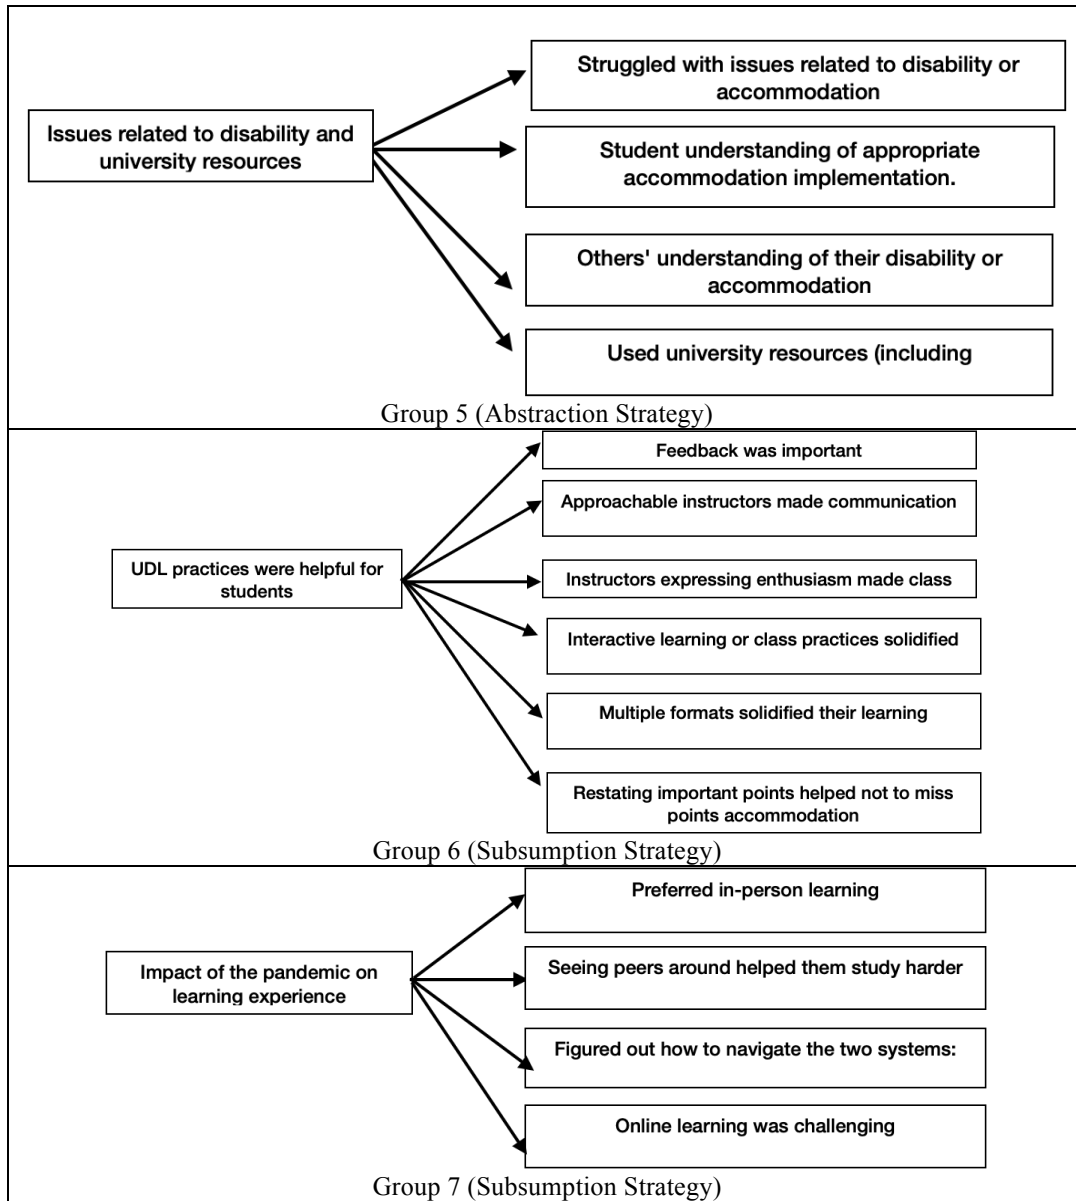 Struggled with issues related to disability or
accommodation
Issues related to disability and
university resources
Student understanding of appropriate
accommodation implementation.
Others' understanding of their disability or
accommodation
Used university resources (including
Group 5 (Abstraction Strategy)
Feedback was important
Approachable instructors made communication
UDL practices were helpful for
students
Instructors expressing enthusiasm made class
Interactive learning or class practices solidified
Multiple formats solidified their learning
Restating important points helped not to miss
points accommodation
Group 6 (Subsumption Strategy)
Preferred in-person learning
Impact of the pandemic on
learning experience
Seeing peers around helped them study harder
Figured out how to navigate the two systems:
Online learning was challenging
Group 7 (Subsumption Strategy)